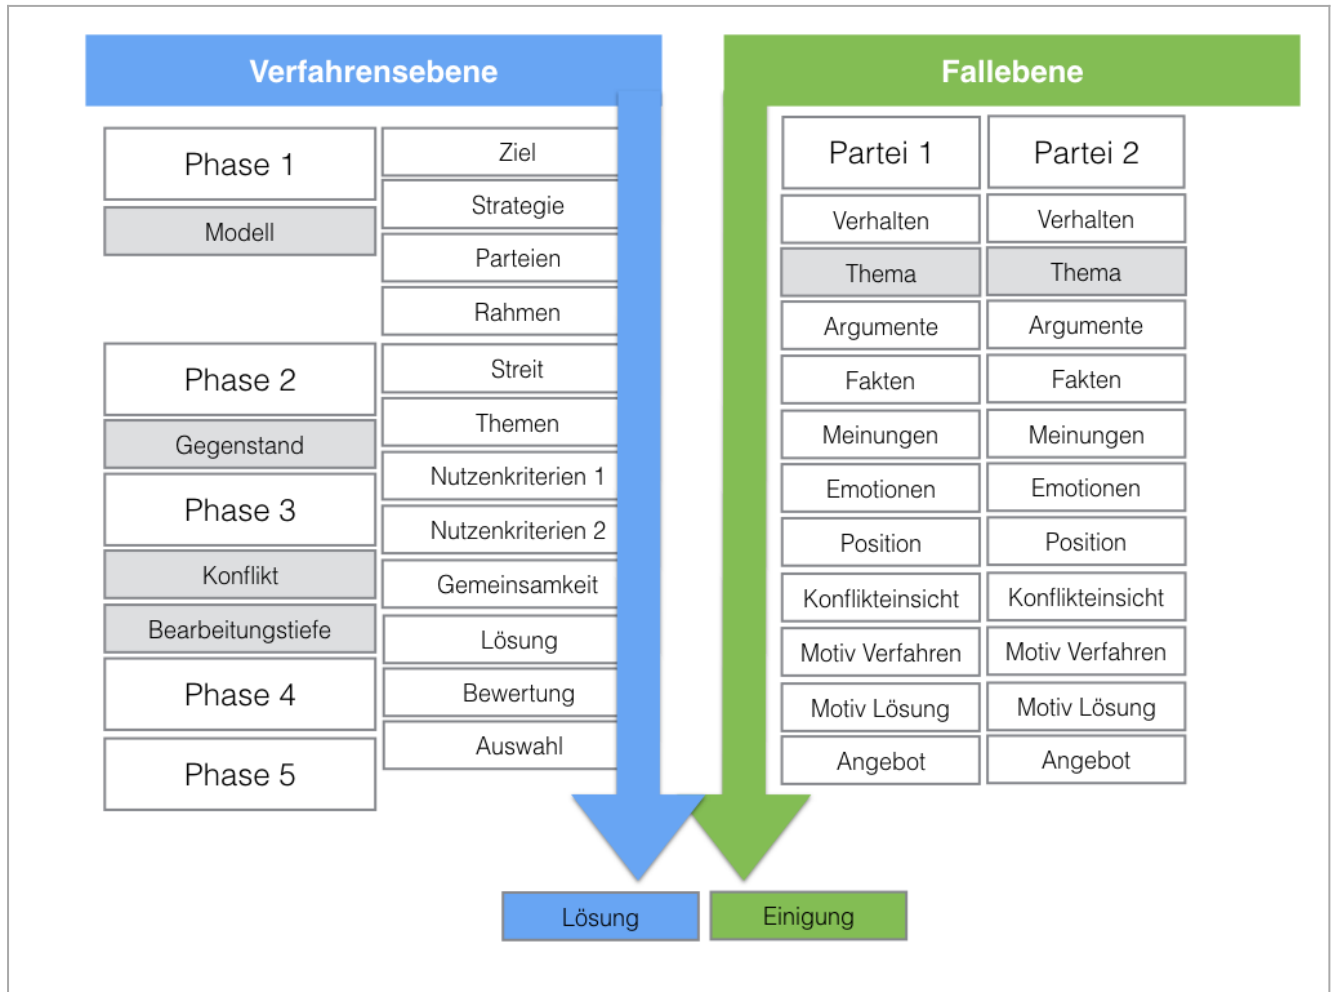 Verfahrensebene
Phase 1
Modell
Phase 2
Gegenstand
Phase 3
Konflikt
Bearbeitungstiefe
Phase 4
Phase 5
Ziel
Strategie
Parteien
Rahmen
Streit
Themen
Nutzenkriterien 1
Nutzenkriterien 2
Gemeinsamkeit
Lösung
Bewertung
Auswahl
Fallebene
Partei 1
Verhalten
Thema
Argumente
Fakten
Meinungen
Emotionen
Position
Konflikteinsicht
Motiv Verfahren
Motiv Lösung
Angebot
Partei 2
Verhalten
Thema
Argumente
Fakten
Meinungen
Emotionen
Position
Konflikteinsicht
Motiv Verfahren
Motiv Lösung
Angebot
Lösung
Einigung